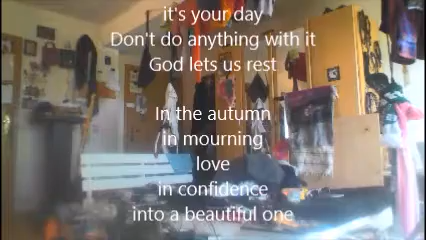 it's your day
Don't do anything with it
God lets us rest
In the autumn
in mourning
love
in confidence
into a beautiful one